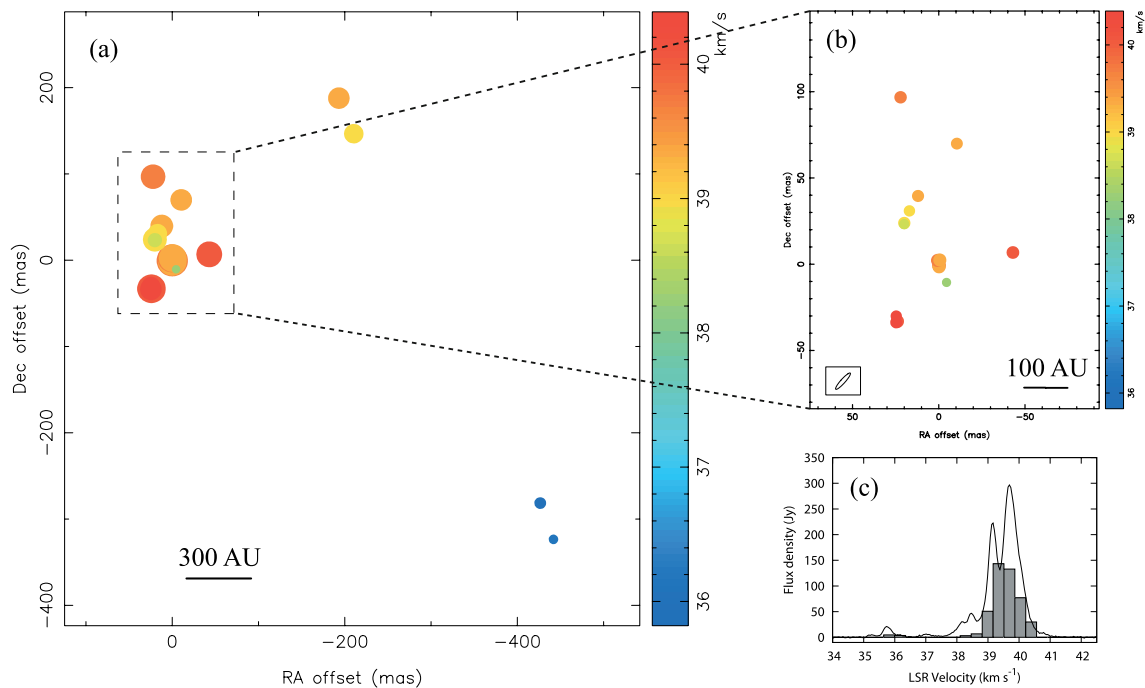 (a)
200
0
−200
−400
Dec offset (mas)
0
−200
−400
RA offset (mas)
300 AU
km/s
40
39
38
37
36
(b)
100
50
0
−50
Dec offset (mas)
50
0
−50
RA offset (mas)
100 AU
km/s
40
39
38
37
36
(c)
350
300
250
200
150
100
50
0
Flux density (Jy)
34 35 36 37 38 39 40 41 42
LSR Velocity (km s-1)